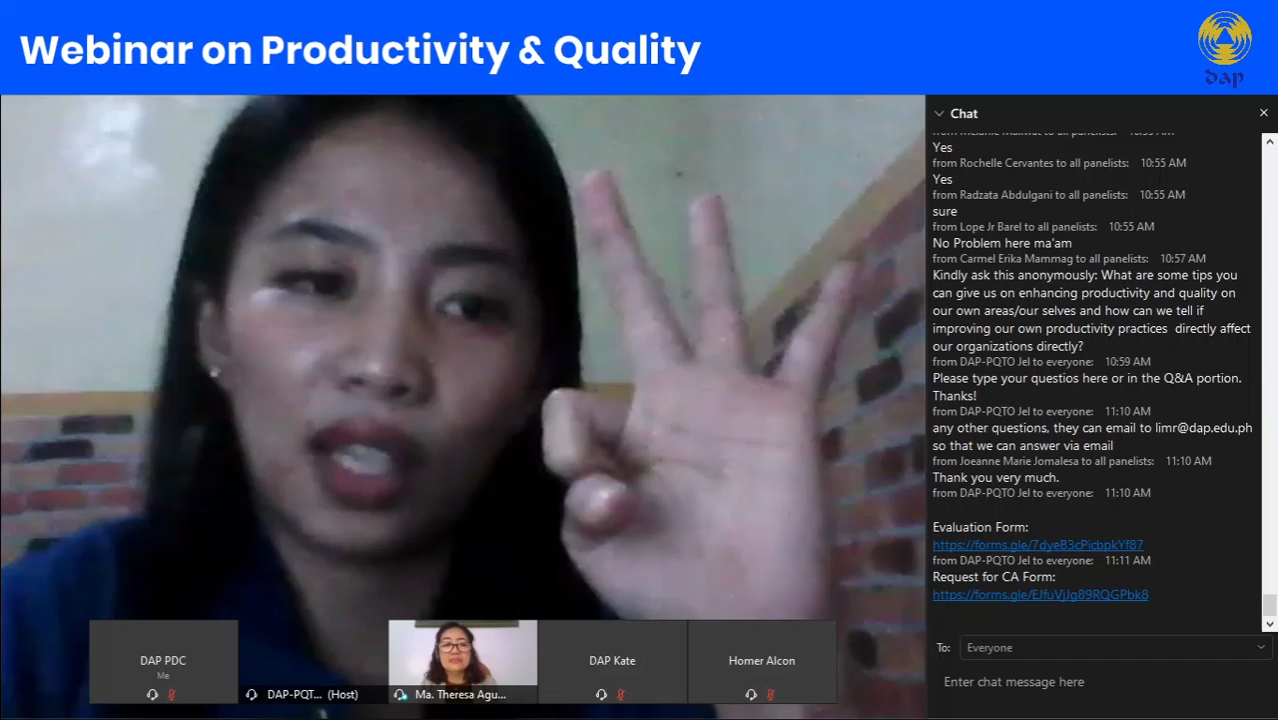 Webinar on Productivity & Quality
dap
Chat
Yes
from Rochelle Cervantes to all panelists: 10:55 AM
Yes
from Radzata Abdulgani to all panelists: 10:55 AM
sure
from Lope Jr Barel to all panelists: 10:55 AM
No Problem here ma'am
from Carmel Erika Mammag to all panelists: 10:57 AM
Kindly ask this anonymously: What are some tips you
can give us on enhancing productivity and quality on
our own areas/our selves and how can we tell if
improving our own productivity practices directly affect
our organizations directly?
from DAP-PQTO Jel to everyone: 10:59 AM
Please type your questios here or in the Q&A portion.
Thanks!
from DAP-PQTO Jel to everyone: 11:10 AM
any other questions, they can email to limr@dap.edu.ph
so that we can answer via email
from Joeanne Marie Jomalesa to all panelists: 11:10 AM
Thank you very much.
from DAP-PQTO Jel to everyone: 11:10 AM
Evaluation Form:
https://forms.gle/7dyeB3cPicbpkYf87
from DAP-PQTO Jel to everyone: 11:11 AM
Request for CA Form:
https://forms.gle/EJfuVjJg89RQGPbk8
To: Everyone
Enter chat message here
DAP PDC
Me
DAP-PQT... (Host)
Ma. Theresa Agu...
DAP Kate
Homer Alcon